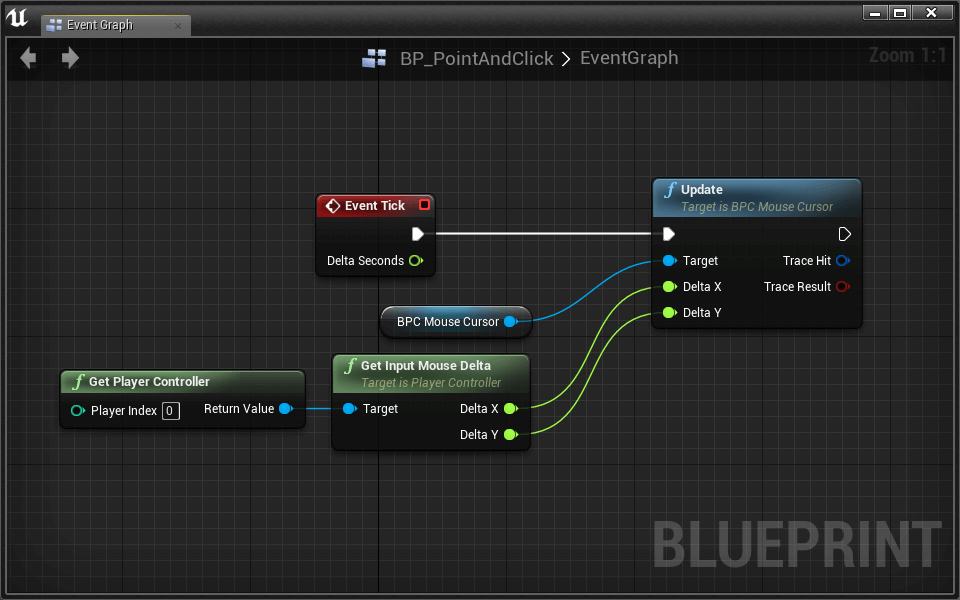 Event Graph
BP_PointAndClick > EventGraph
Zoom 1:1
Event Tick
Delta Seconds
Update
Target is BPC Mouse Cursor
Target
Trace Hit
Delta X
Trace Result
Delta Y
BPC Mouse Cursor
Get Input Mouse Delta
Target is Player Controller
Target
Delta X
Delta Y
Get Player Controller
Player Index 0
Return Value
BLUEPRINT